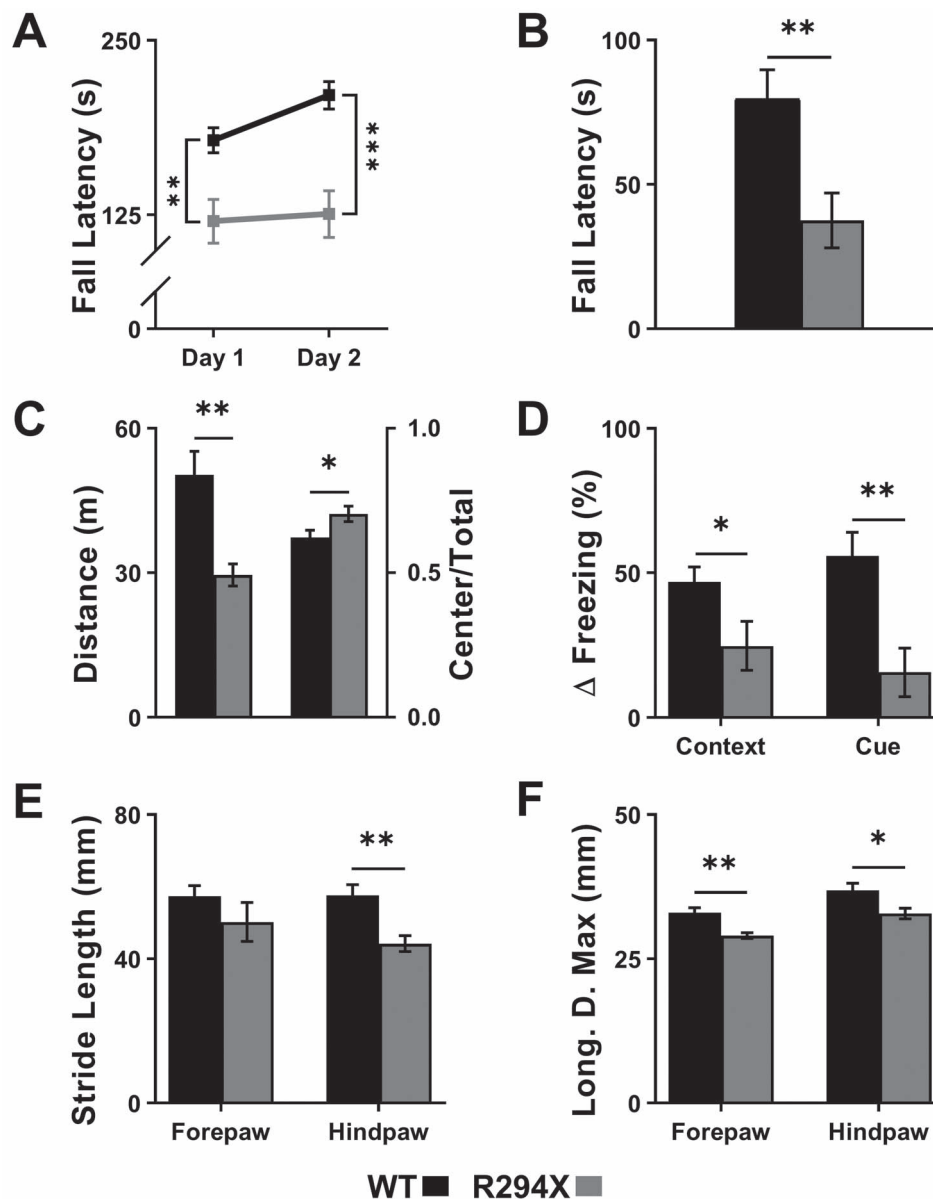 A
Fall Latency (s)
250
125
0
**
***
Day 1
Day 2
B
Fall Latency (s)
100
50
0
**
C
Distance (m)
60
30
0
**
*
1.0
0.5
0.0
Center/Total
D
Δ Freezing (%)
100
50
0
*
**
Context
Cue
E
Stride Length (mm)
80
40
0
**
Forepaw
Hindpaw
F
Long. D. Max (mm)
50
25
0
**
*
Forepaw
Hindpaw
WT R294X